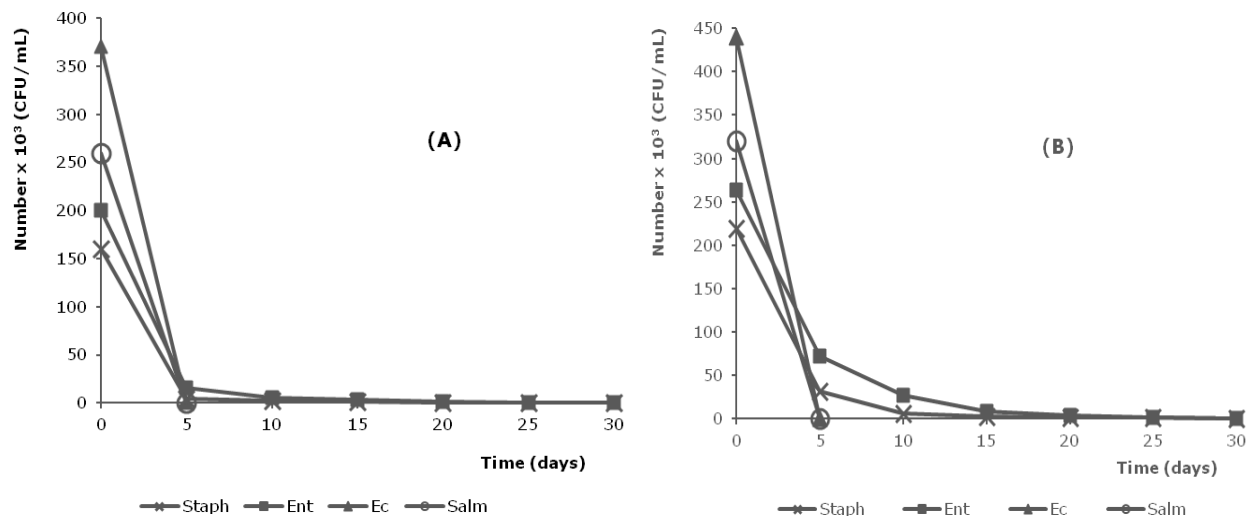 400
350
300
250
200
150
100
50
0
Number x 10³ (CFU/mL)
(A)
0 5 10 15 20 25 30
Time (days)
Staph Ent Ec Salm
450
400
350
300
250
200
150
100
50
0
Number x 10³ (CFU/mL)
(B)
0 5 10 15 20 25 30
Time (days)
Staph Ent Ec Salm